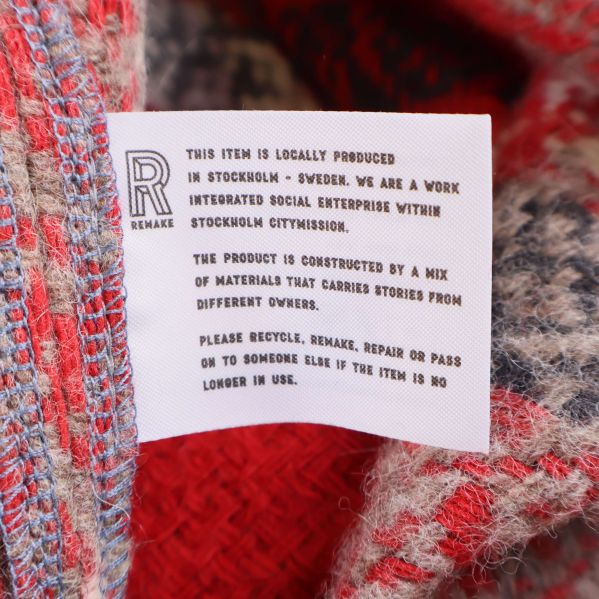 R
REMAKE
THIS ITEM IS LOCALLY PRODUCED
IN STOCKHOLM - SWEDEN. WE ARE A WORK
INTEGRATED SOCIAL ENTERPRISE WITHIN
STOCKHOLM CITYMISSION.
THE PRODUCT IS CONSTRUCTED BY A MIX
OF MATERIALS THAT CARRIES STORIES FROM
DIFFERENT OWNERS.
PLEASE RECYCLE, REMAKE, REPAIR OR PASS
ON TO SOMEONE ELSE IF THE ITEM IS NO
LONGER IN USE.